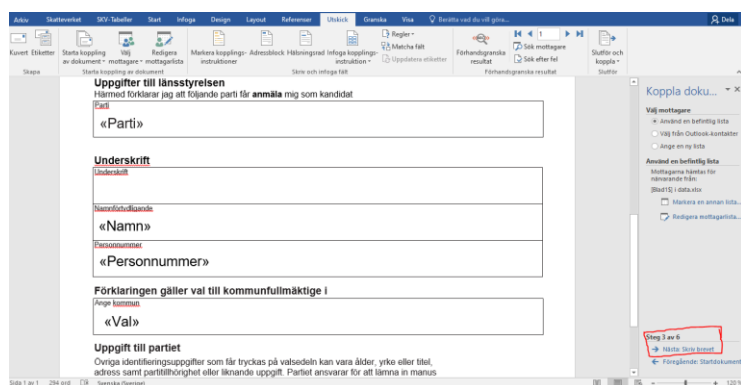 Arkiv Skatteverket SKV-Tabeller Start Infoga Design Layout Referenser Utskick Granska Visa Berätta vad du vill göra... Dela
Kuvert Etiketter
Skapa
Starta koppling av dokument
Välj mottagare
Redigera mottagarlista
Starta koppling av dokument
Markera kopplings-instruktioner
Adressblock
Hälsningsrad
Infoga kopplings-instruktion
Regler
Matcha fält
Uppdatera etiketter
Skriv och infoga fält
Förhandsgranska resultat
1
Sök mottagare
Sök efter fel
Förhandsgranska resultat
Slutför och koppla
Slutför
Uppgifter till länsstyrelsen
Härmed förklarar jag att följande parti får anmäla mig som kandidat
Parti
«Parti»
Underskrift
Underskrift
Namnförtydligande
«Namn»
Personnummer
«Personnummer»
Förklaringen gäller val till kommunfullmäktige i
Ange kommun
«Val»
Uppgift till partiet
Övriga identifieringsuppgifter som får tryckas på valsedeln kan vara ålder, yrke eller titel,
adress samt partitillhörighet eller liknande uppgift. Partiet ansvarar för att lämna in manus
Koppla doku...
Välj mottagare
Använd en befintlig lista
Välj från Outlook-kontakter
Ange en ny lista
Använd en befintlig lista
Mottagarna hämtas för
närvarande från:
[Blad1$] i data.xlsx
Markera en annan lista...
Redigera mottagarlista...
Steg 3 av 6
Nästa: Skriv brevet
Föregående: Startdokument
Sida 1 av 1 294 ord Svenska (Sverige) 120 %